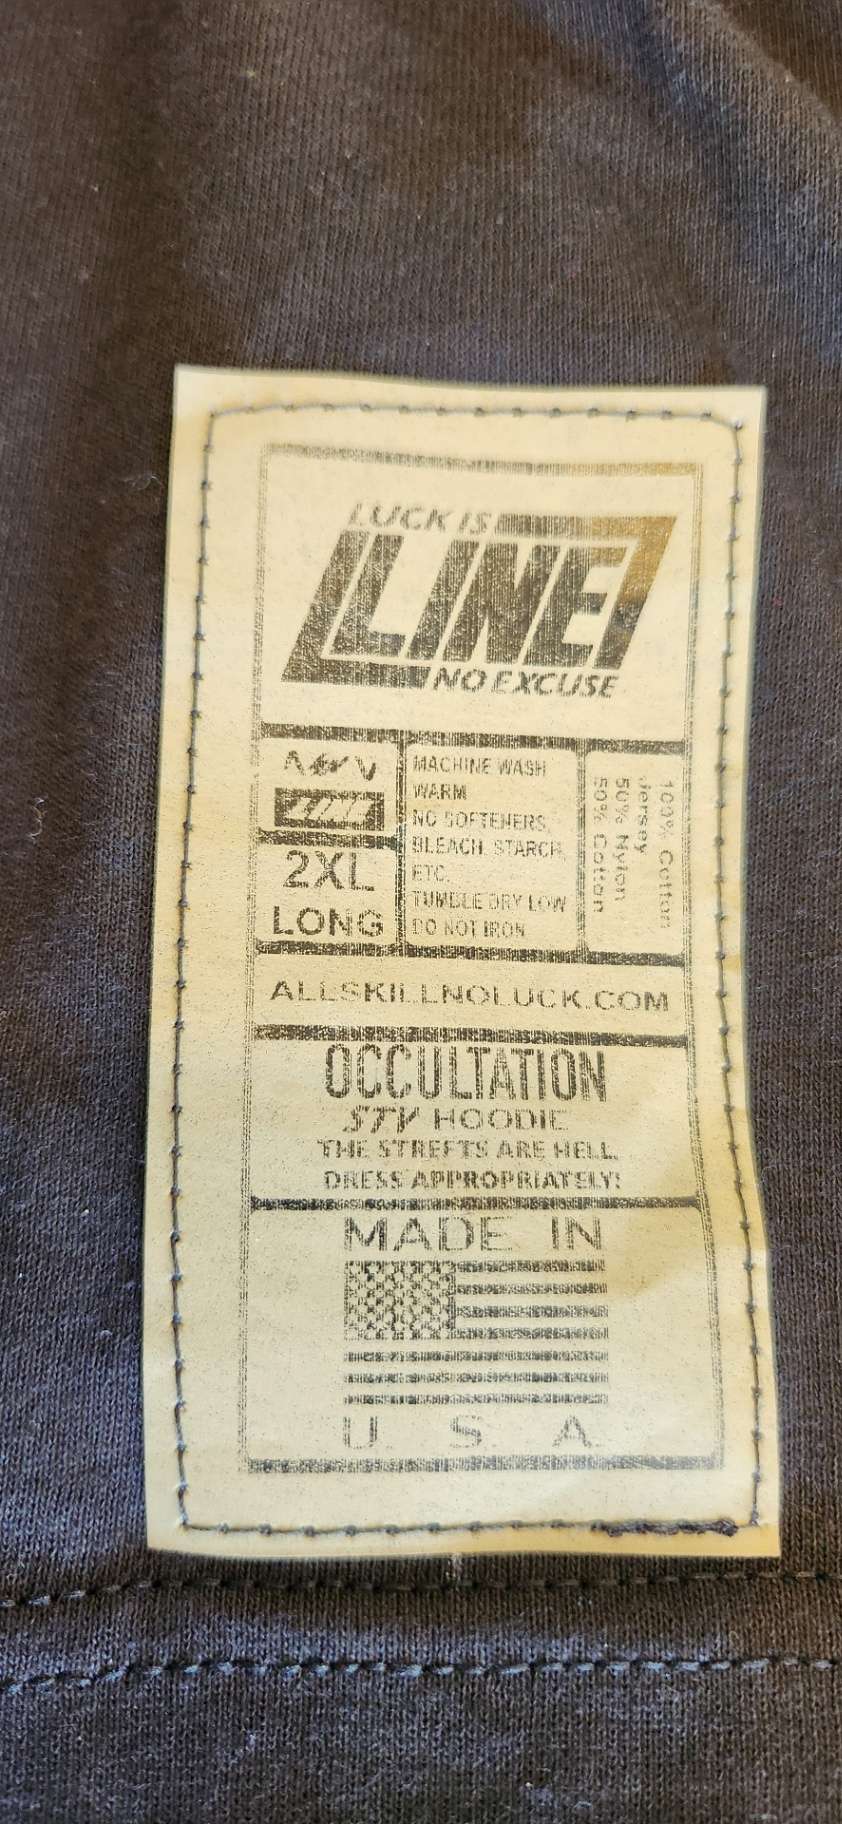 LUCK IS
LINE
NO EXCUSE
2XL
LONG
MACHINE WASH
WARM
NO SOFTENERS,
BLEACH, STARCH,
ETC.
TUMBLE DRY LOW
DO NOT IRON
100% Cotton
Jersey
50% Nylon
50% Cotton
ALLSKILLNOLUCK.COM
OCCULTATION
STV HOODIE
THE STREETS ARE HELL.
DRESS APPROPRIATELY!
MADE IN
U. S. A.